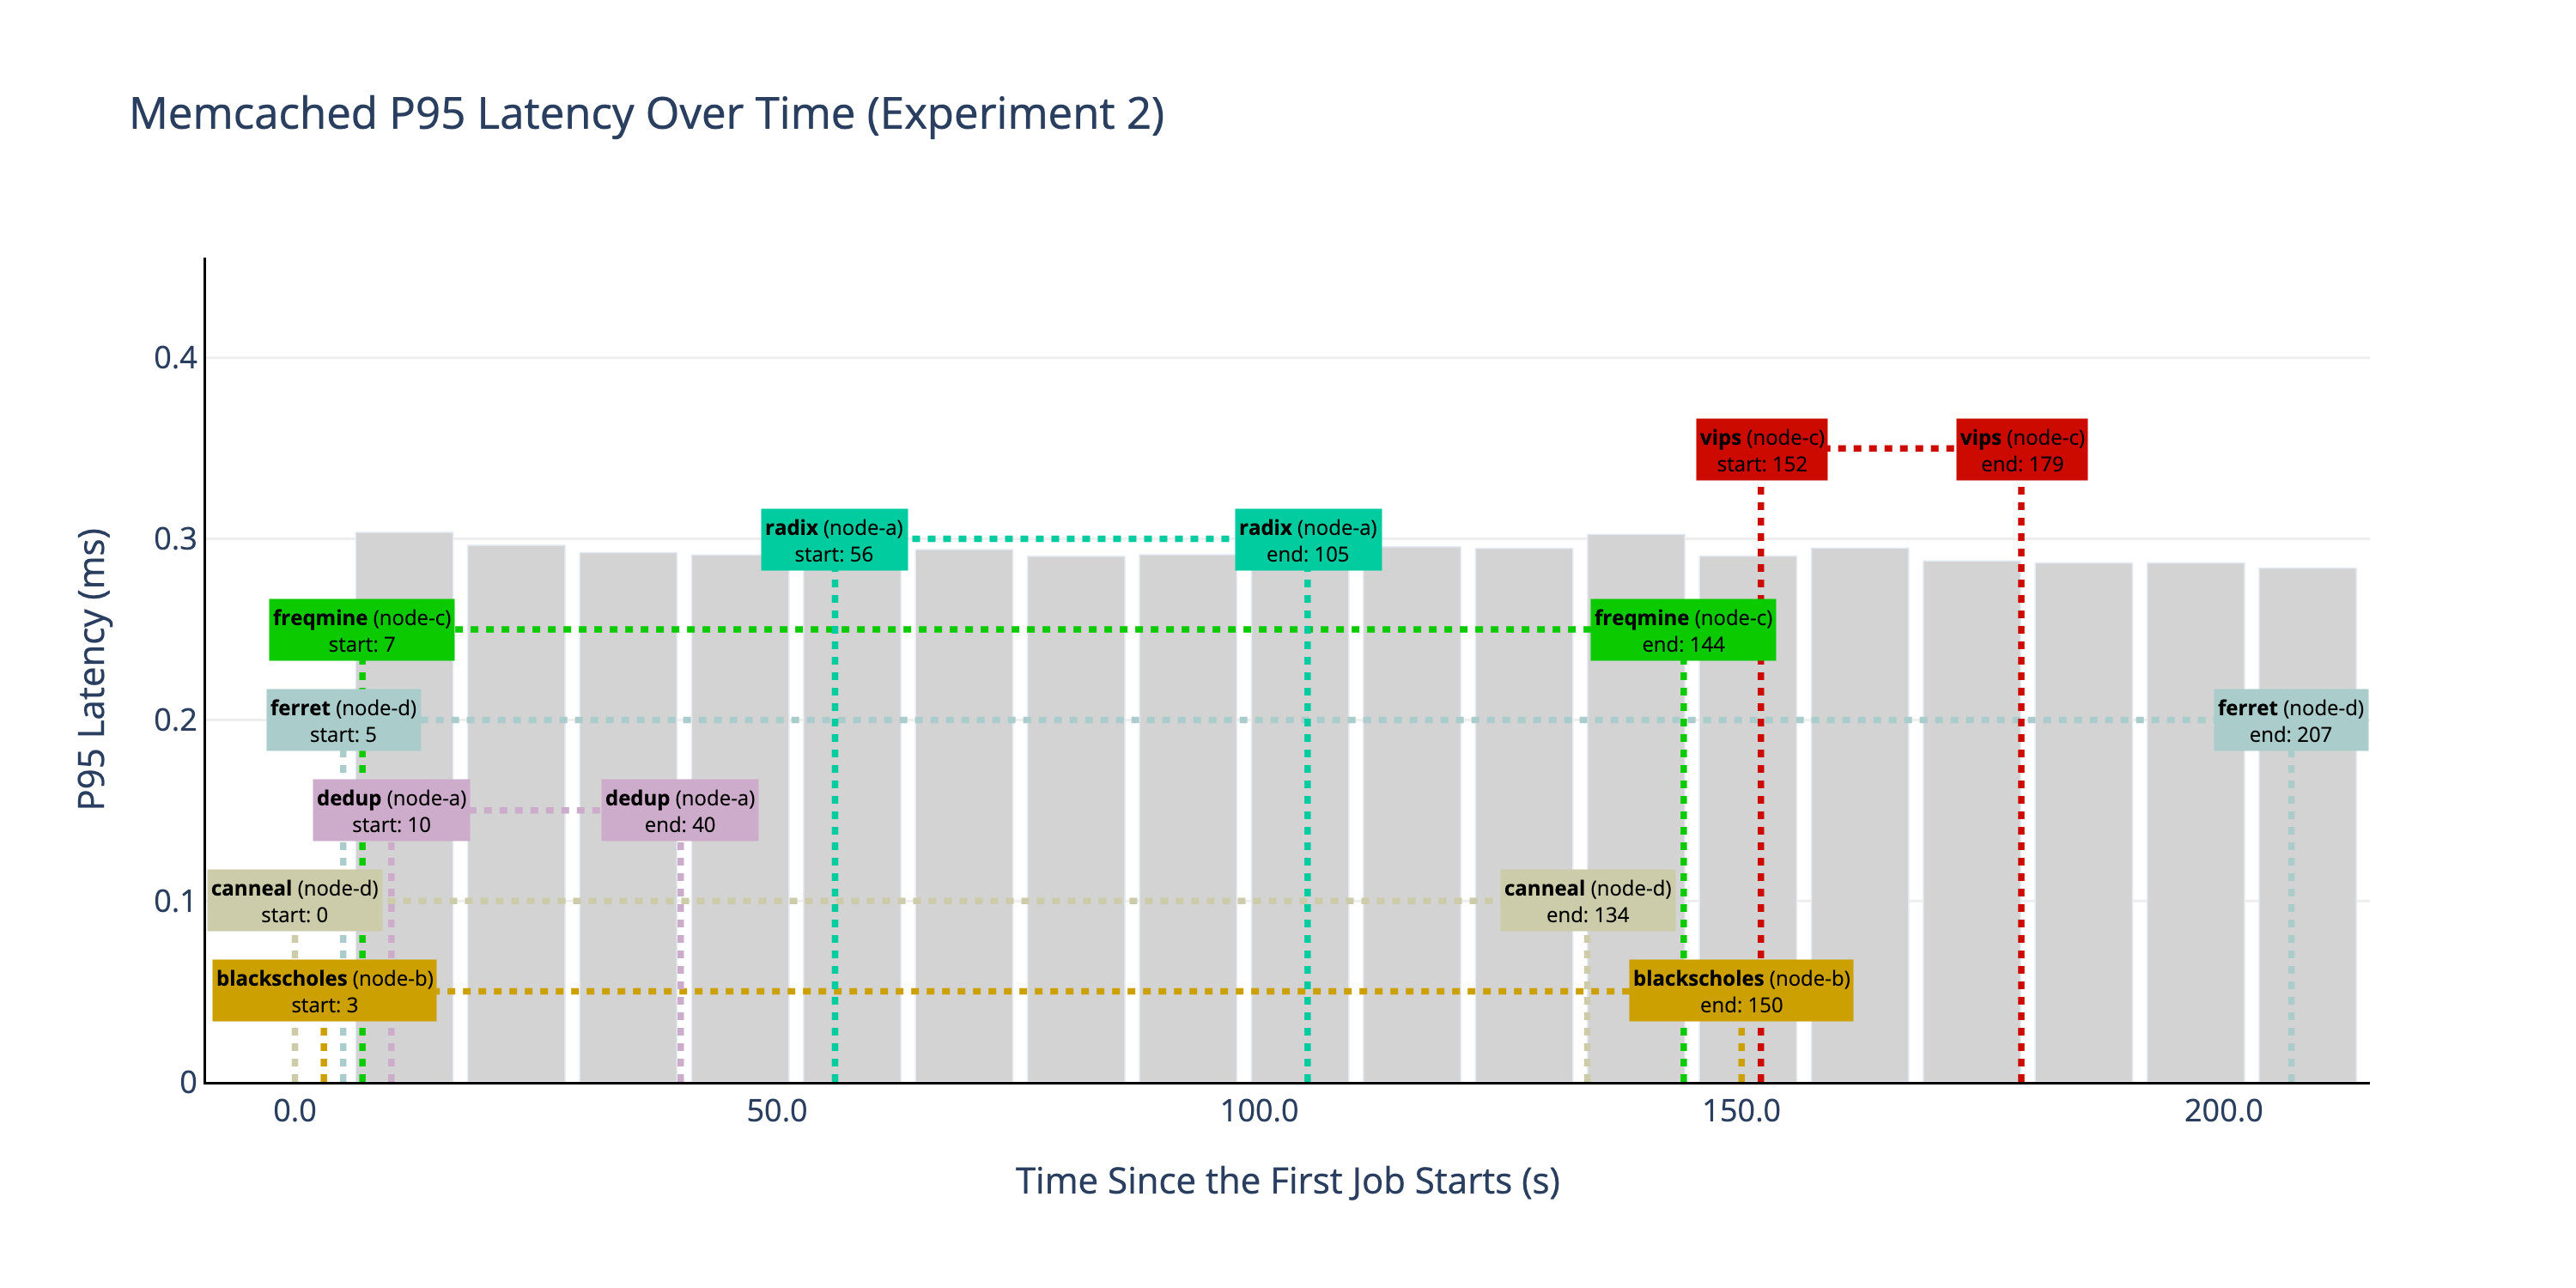 Memcached P95 Latency Over Time (Experiment 2)
P95 Latency (ms)
0.4
0.3
0.2
0.1
0
vips (node-c)
start: 152
vips (node-c)
end: 179
radix (node-a)
start: 56
radix (node-a)
end: 105
freqmine (node-c)
start: 7
freqmine (node-c)
end: 144
ferret (node-d)
start: 5
ferret (node-d)
end: 207
dedup (node-a)
start: 10
dedup (node-a)
end: 40
canneal (node-d)
start: 0
canneal (node-d)
end: 134
blackscholes (node-b)
start: 3
blackscholes (node-b)
end: 150
0.0
50.0
100.0
150.0
200.0
Time Since the First Job Starts (s)